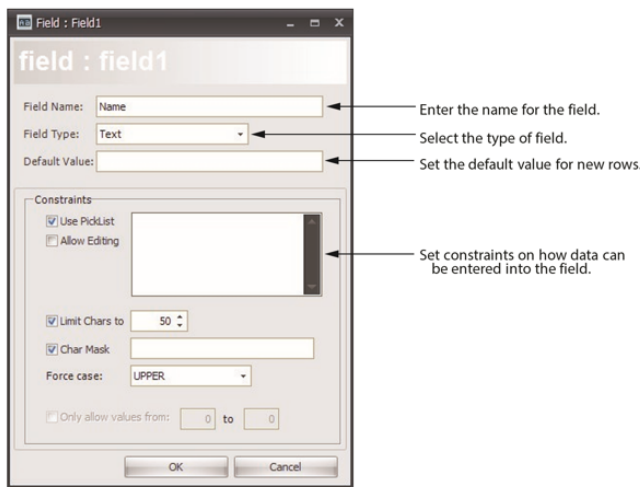 Field : Field1
field : field1
Field Name: Name
Enter the name for the field.
Field Type: Text
Select the type of field.
Default Value:
Set the default value for new rows.
Constraints
Use PickList
Allow Editing
Set constraints on how data can
be entered into the field.
Limit Chars to 50
Char Mask
Force case: UPPER
Only allow values from: 0 to 0
OK Cancel